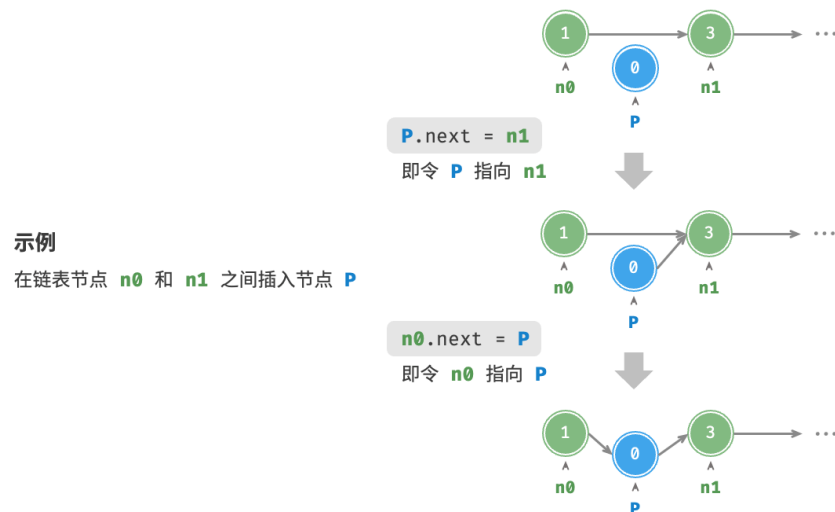 1 3 ...
0
n0 n1
P
P.next = n1
即令 P 指向 n1
1 3 ...
示例
0
在链表节点 n0 和 n1 之间插入节点 P
n0 n1
P
n0.next = P
即令 n0 指向 P
1 3 ...
0
n0 n1
P